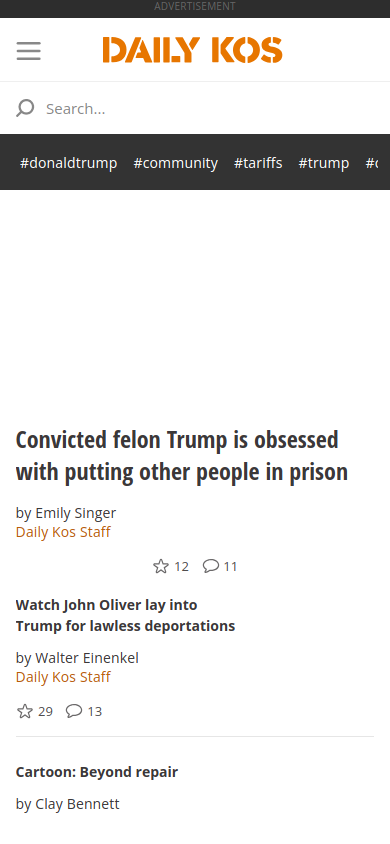 ADVERTISEMENT
DAILY KOS
Search...
#donaldtrump #community #tariffs #trump
Convicted felon Trump is obsessed
with putting other people in prison
by Emily Singer
Daily Kos Staff
12 11
Watch John Oliver lay into
Trump for lawless deportations
by Walter Einenkel
Daily Kos Staff
29 13
Cartoon: Beyond repair
by Clay Bennett